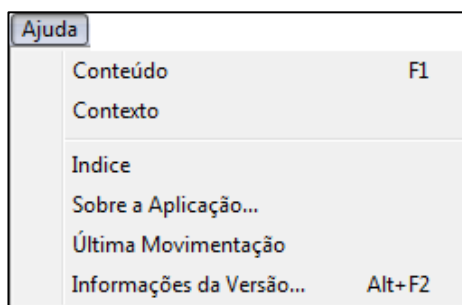 Ajuda
Conteúdo F1
Contexto
Indice
Sobre a Aplicação...
Última Movimentação
Informações da Versão... Alt+F2